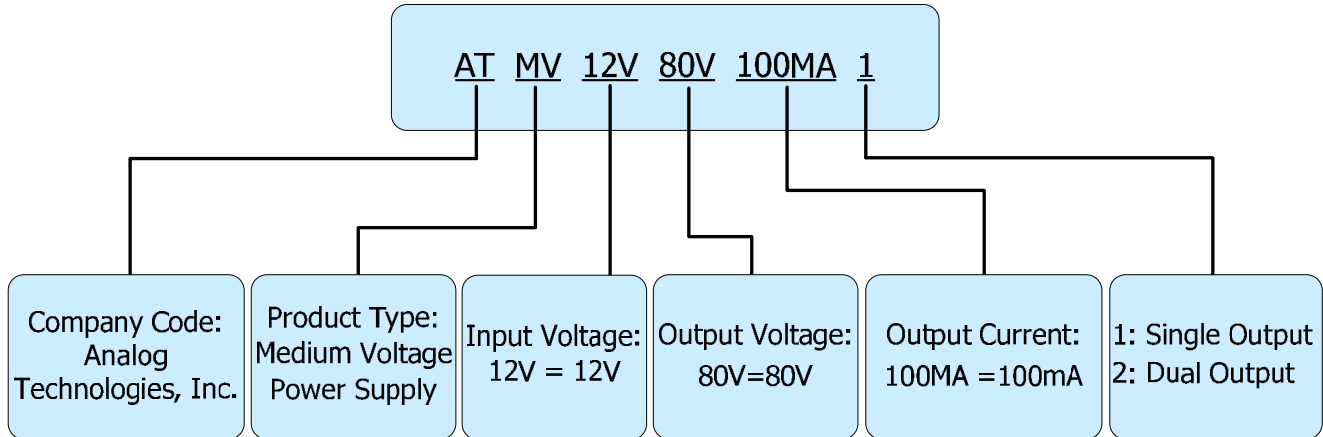 AT MV 12V 80V 100MA 1
Company Code:
Analog
Technologies, Inc.
Product Type:
Medium Voltage
Power Supply
Input Voltage:
12V = 12V
Output Voltage:
80V=80V
Output Current:
100MA =100mA
1: Single Output
2: Dual Output